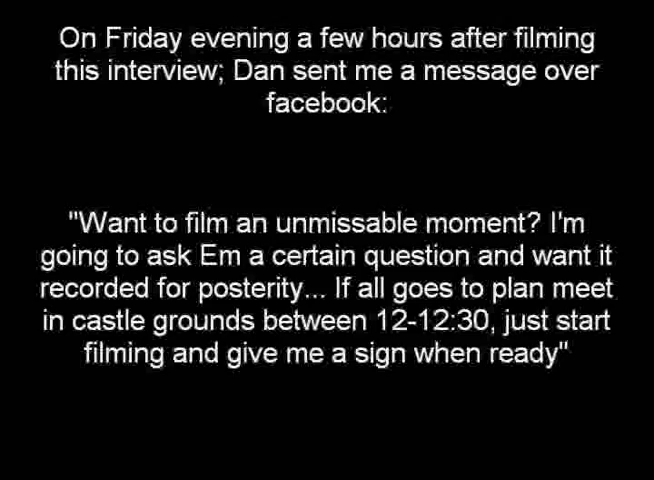 On Friday evening a few hours after filming
this interview; Dan sent me a message over
facebook:
"Want to film an unmissable moment? I'm
going to ask Em a certain question and want it
recorded for posterity... If all goes to plan meet
in castle grounds between 12-12:30, just start
filming and give me a sign when ready"